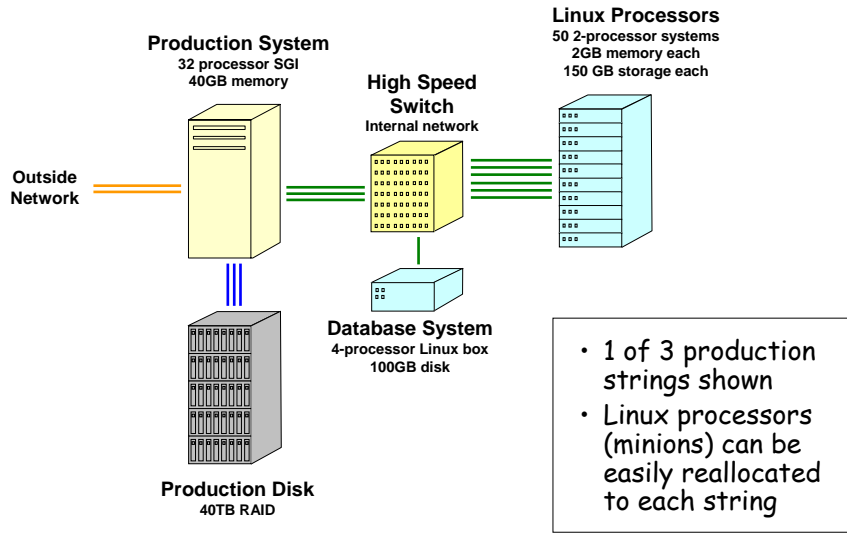 Linux Processors
50 2-processor systems
2GB memory each
150 GB storage each
Production System
32 processor SGI
40GB memory
High Speed
Switch
Internal network
Outside
Network
Database System
4-processor Linux box
100GB disk
Production Disk
40TB RAID
• 1 of 3 production
strings shown
• Linux processors
(minions) can be
easily reallocated
to each string